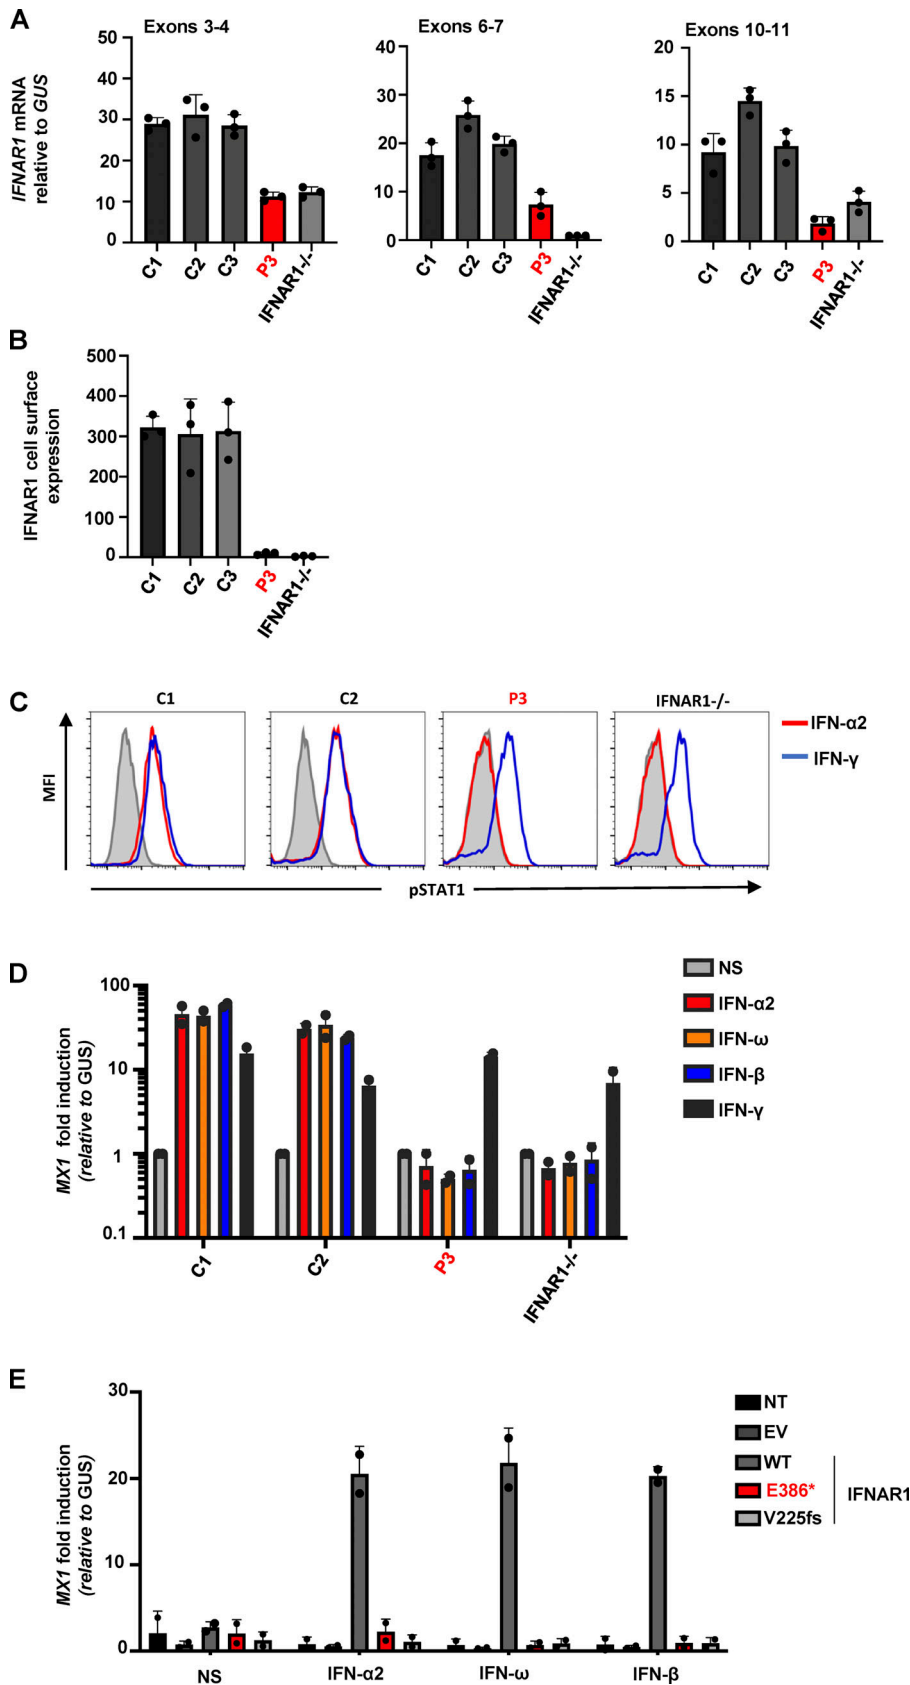 A
Exons 3-4
Exons 6-7
Exons 10-11
IFNAR1 mRNA
relative to GUS
50
40
30
20
10
0
C1
C2
C3
P3
IFNAR1-/-
40
30
20
10
0
C1
C2
C3
P3
IFNAR1-/-
20
15
10
5
0
C1
C2
C3
P3
IFNAR1-/-
B
IFNAR1 cell surface
expression
500
400
300
200
100
0
C1
C2
C3
P3
IFNAR1-/-
C
C1
C2
P3
IFNAR1-/-
MFI
IFN-α2
IFN-γ
pSTAT1
D
MX1 fold induction
(relative to GUS)
100
10
1
0.1
C1
C2
P3
IFNAR1-/-
NS
IFN-α2
IFN-ω
IFN-β
IFN-γ
E
MX1 fold induction
(relative to GUS)
30
20
10
0
NS
IFN-α2
IFN-ω
IFN-β
NT
EV
WT
E386*
V225fs
IFNAR1